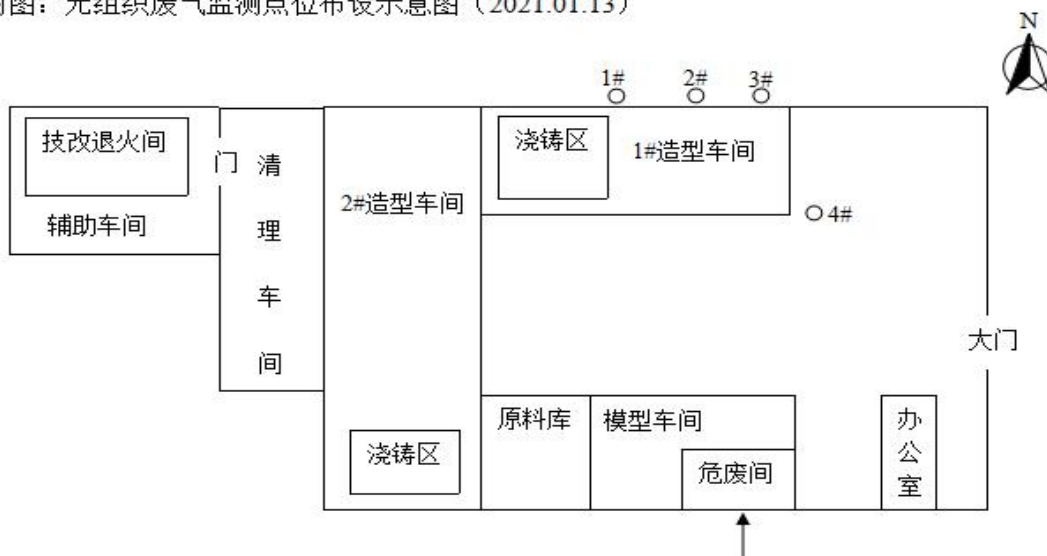 附图：无组织废气监测点位布设示意图（2021.01.13）
N
1#
2#
3#
技改退火间
门
辅助车间
清
理
车
间
2#造型车间
浇铸区
1#造型车间
4#
大门
浇铸区
原料库
模型车间
危废间
办
公
室